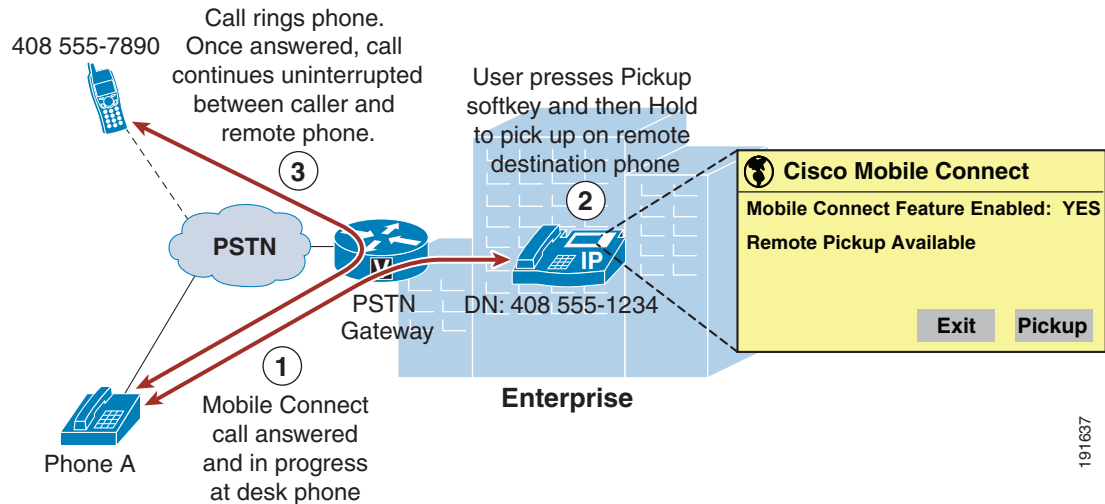 Call rings phone.
408 555-7890
Once answered, call
continues uninterrupted
between caller and
remote phone.
3
User presses Pickup
softkey and then Hold
to pick up on remote
destination phone
2
Cisco Mobile Connect
Mobile Connect Feature Enabled: YES
Remote Pickup Available
Exit
Pickup
PSTN
V
IP
PSTN
Gateway
DN: 408 555-1234
Enterprise
1
Mobile Connect
call answered
and in progress
at desk phone
Phone A
191637